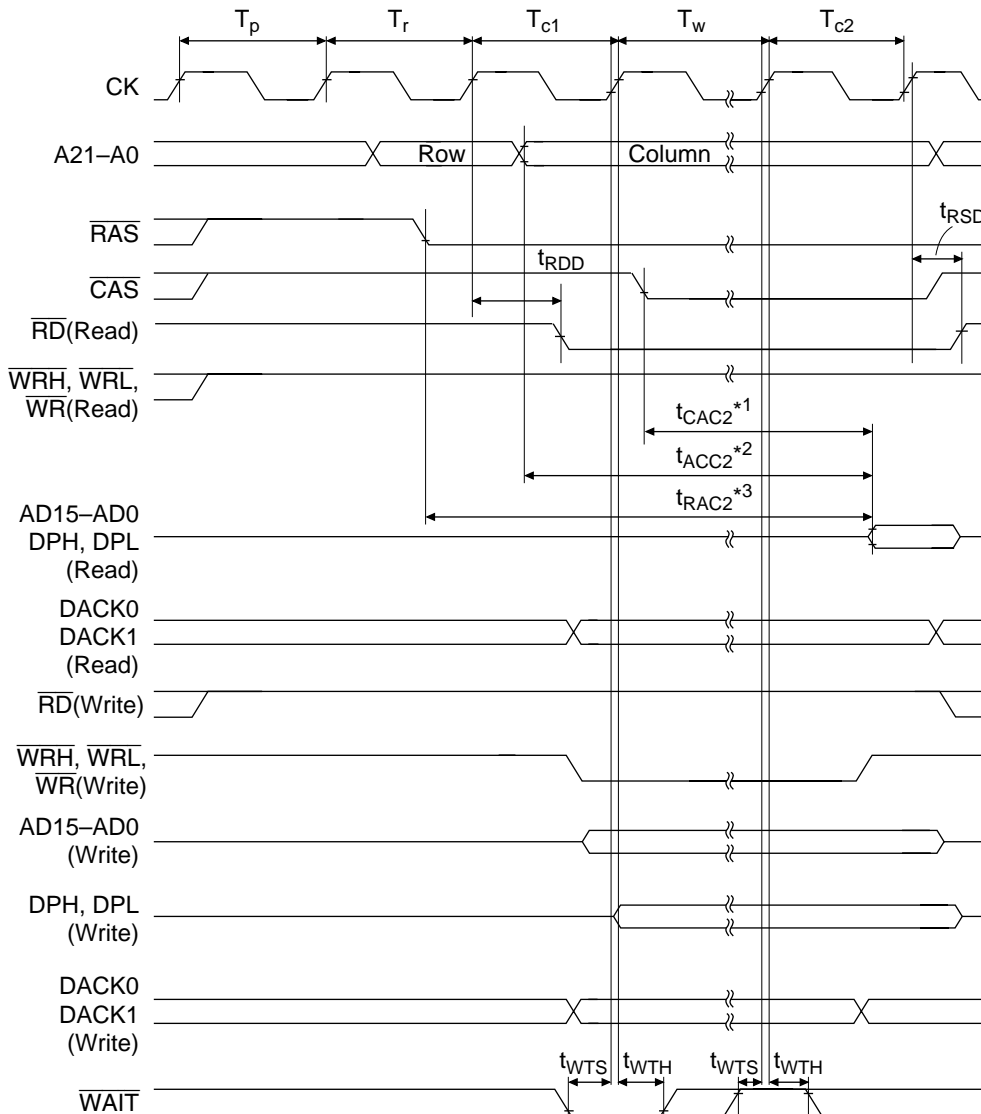 Tp Tr Tc1 Tw Tc2
CK
A21–A0 Row Column
RAS tRSD
CAS tRDD
RD(Read)
WRH, WRL,
WR(Read)
tCAC2*1
tACC2*2
tRAC2*3
AD15–AD0
DPH, DPL
(Read)
DACK0
DACK1
(Read)
RD(Write)
WRH, WRL,
WR(Write)
AD15–AD0
(Write)
DPH, DPL
(Write)
DACK0
DACK1
(Write)
tWTS tWTH tWTS tWTH
WAIT